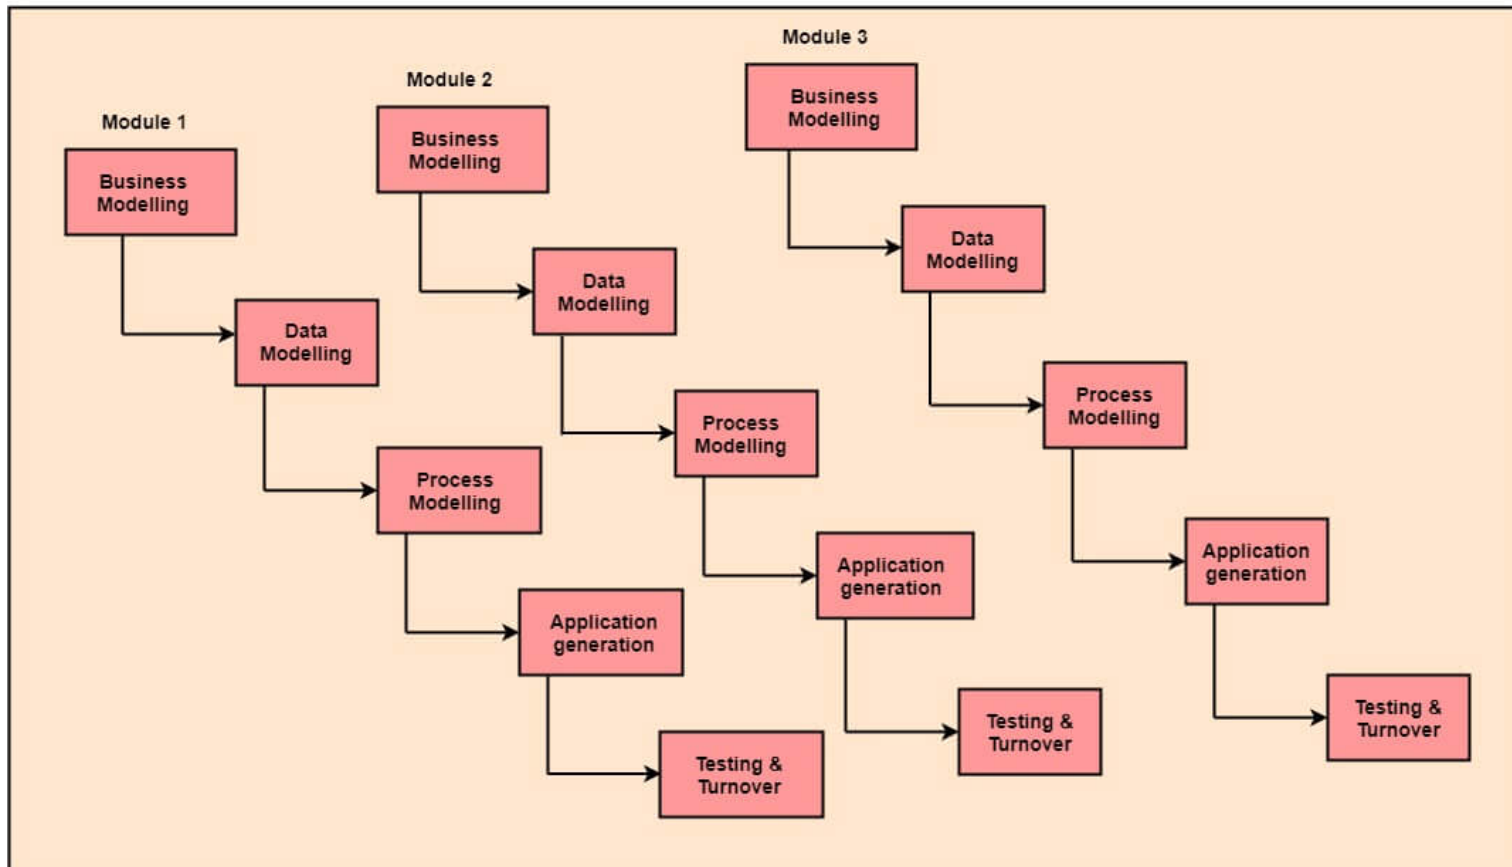 Module 1
Business
Modelling
Data
Modelling
Process
Modelling
Application
generation
Testing &
Turnover
Module 2
Business
Modelling
Data
Modelling
Process
Modelling
Application
generation
Testing &
Turnover
Module 3
Business
Modelling
Data
Modelling
Process
Modelling
Application
generation
Testing &
Turnover